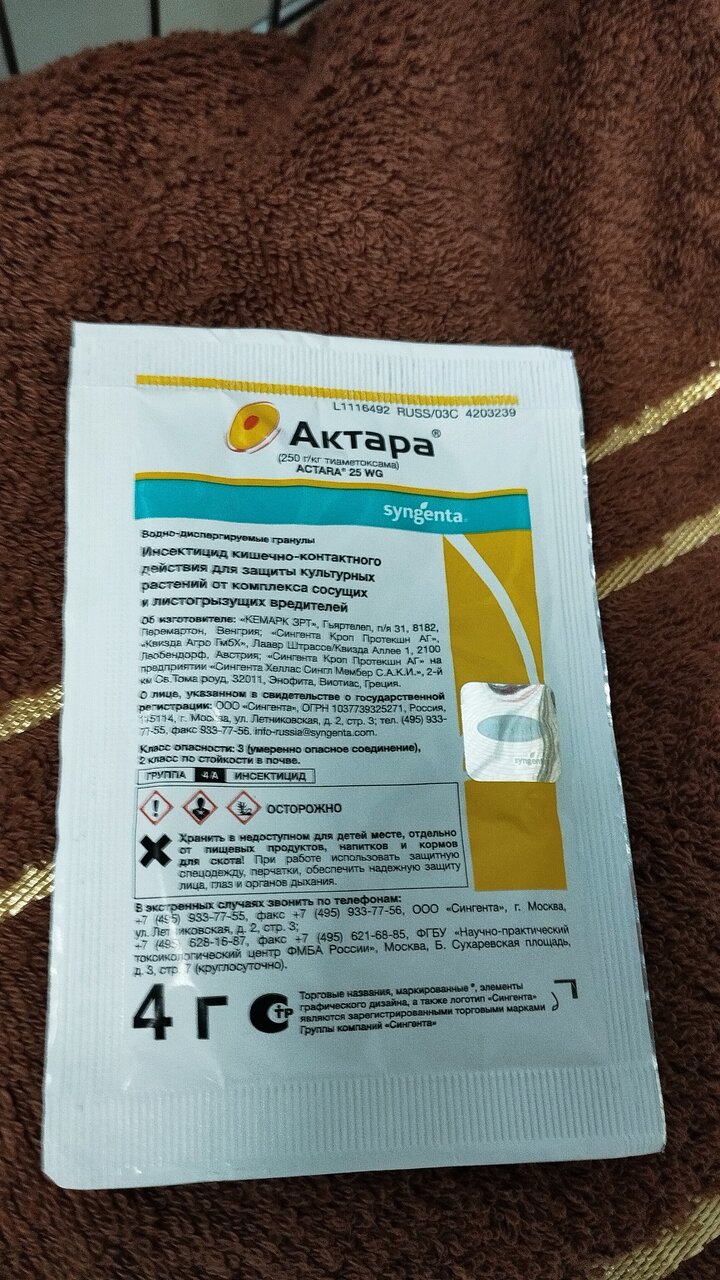 L1116492 RUSS/03C 4203239
Актара®
(250 г/кг тиаметоксама)
ACTARA® 25 WG
syngenta
Водно-диспергируемые гранулы
Инсектицид кишечно-контактного
действия для защиты культурных
растений от комплекса сосущих
и листогрызущих вредителей
Об изготовителе: «КЕМАРК ЗРТ», Гьяртелеп, п/я 31, 8182,
Перемартон, Венгрия; «Сингента Кроп Протекшн АГ»,
«Квизда Агро ГмбХ», Лааер Штрассе/Квизда Аллее 1, 2100
Леобендорф, Австрия; «Сингента Кроп Протекшн АГ» на
предприятии «Сингента Хеллас Сингл Мембер С.А.К.И.», 2-й
км Св.Тома роуд, 32011, Энофита, Виотиас, Греция.
О лице, указанном в свидетельстве о государственной
регистрации: ООО «Сингента», ОГРН 1037739325271, Россия,
115114, г. Москва, ул. Летниковская, д. 2, стр. 3; тел. (495) 933-
77-55, факс 933-77-56. info-russia@syngenta.com.
Класс опасности: 3 (умеренно опасное соединение),
2 класс по стойкости в почве.
ГРУППА 4A ИНСЕКТИЦИД
syngenta
ОСТОРОЖНО
Хранить в недоступном для детей месте, отдельно
от пищевых продуктов, напитков и кормов
для скота! При работе использовать защитную
спецодежду, перчатки, обеспечить надежную защиту
лица, глаз и органов дыхания.
В экстренных случаях звонить по телефонам:
+7 (495) 933-77-55, факс +7 (495) 933-77-56, ООО «Сингента», г. Москва,
ул. Летниковская, д. 2, стр. 3;
+7 (495) 628-16-87, факс +7 (495) 621-68-85, ФГБУ «Научно-практический
токсикологический центр ФМБА России», Москва, Б. Сухаревская площадь,
д. 3, стр. 7 (круглосуточно).
4 г
Торговые названия, маркированные ®, элементы
графического дизайна, а также логотип «Сингента»
являются зарегистрированными торговыми марками
Группы компаний «Сингента»